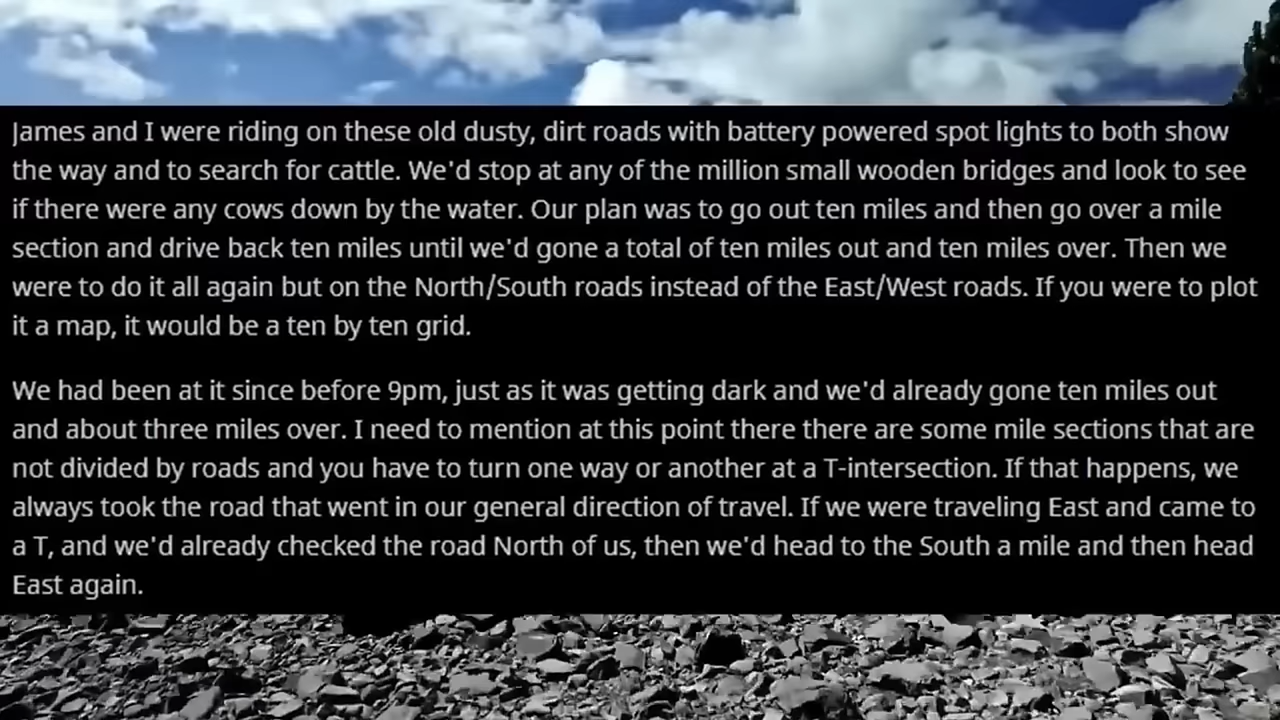 James and I were riding on these old dusty, dirt roads with battery powered spot lights to both show
the way and to search for cattle. We'd stop at any of the million small wooden bridges and look to see
if there were any cows down by the water. Our plan was to go out ten miles and then go over a mile
section and drive back ten miles until we'd gone a total of ten miles out and ten miles over. Then we
were to do it all again but on the North/South roads instead of the East/West roads. If you were to plot
it a map, it would be a ten by ten grid.
We had been at it since before 9pm, just as it was getting dark and we'd already gone ten miles out
and about three miles over. I need to mention at this point there there are some mile sections that are
not divided by roads and you have to turn one way or another at a T-intersection. If that happens, we
always took the road that went in our general direction of travel. If we were traveling East and came to
a T, and we'd already checked the road North of us, then we'd head to the South a mile and then head
East again.